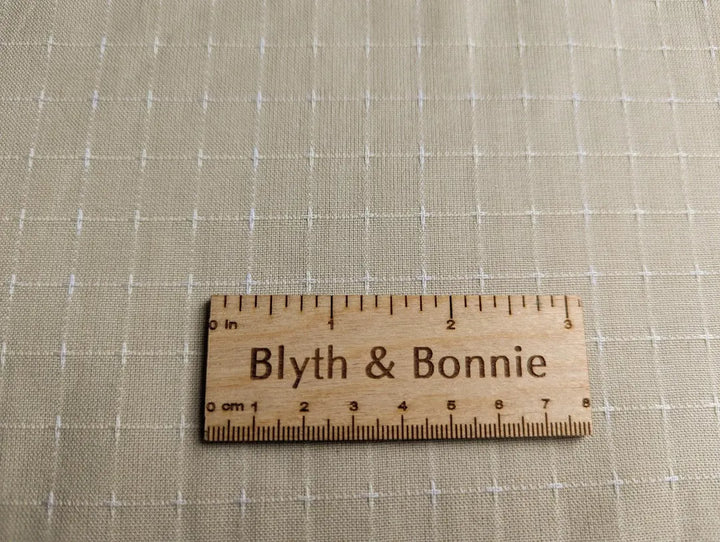 0 in 1 2 3
Blyth & Bonnie
0 cm 1 2 3 4 5 6 7 8